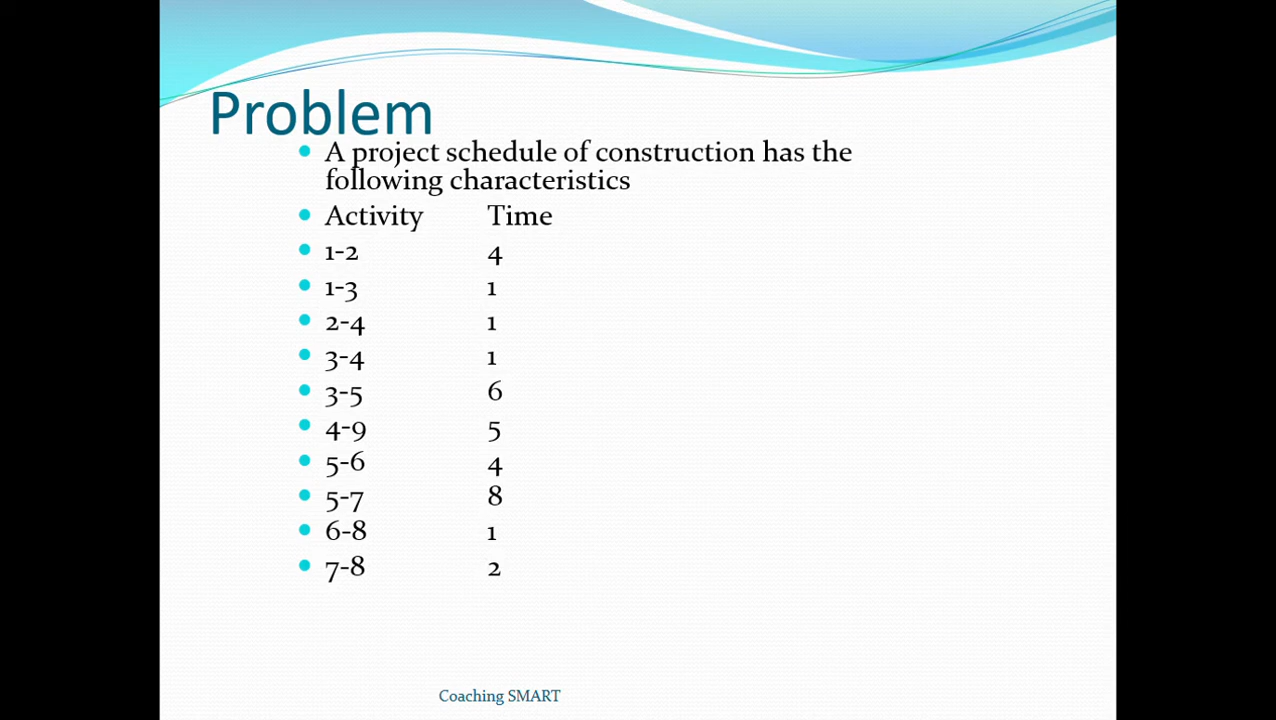 Problem
A project schedule of construction has the
following characteristics
Activity Time
1-2 4
1-3 1
2-4 1
3-4 1
3-5 6
4-9 5
5-6 4
5-7 8
6-8 1
7-8 2
Coaching SMART